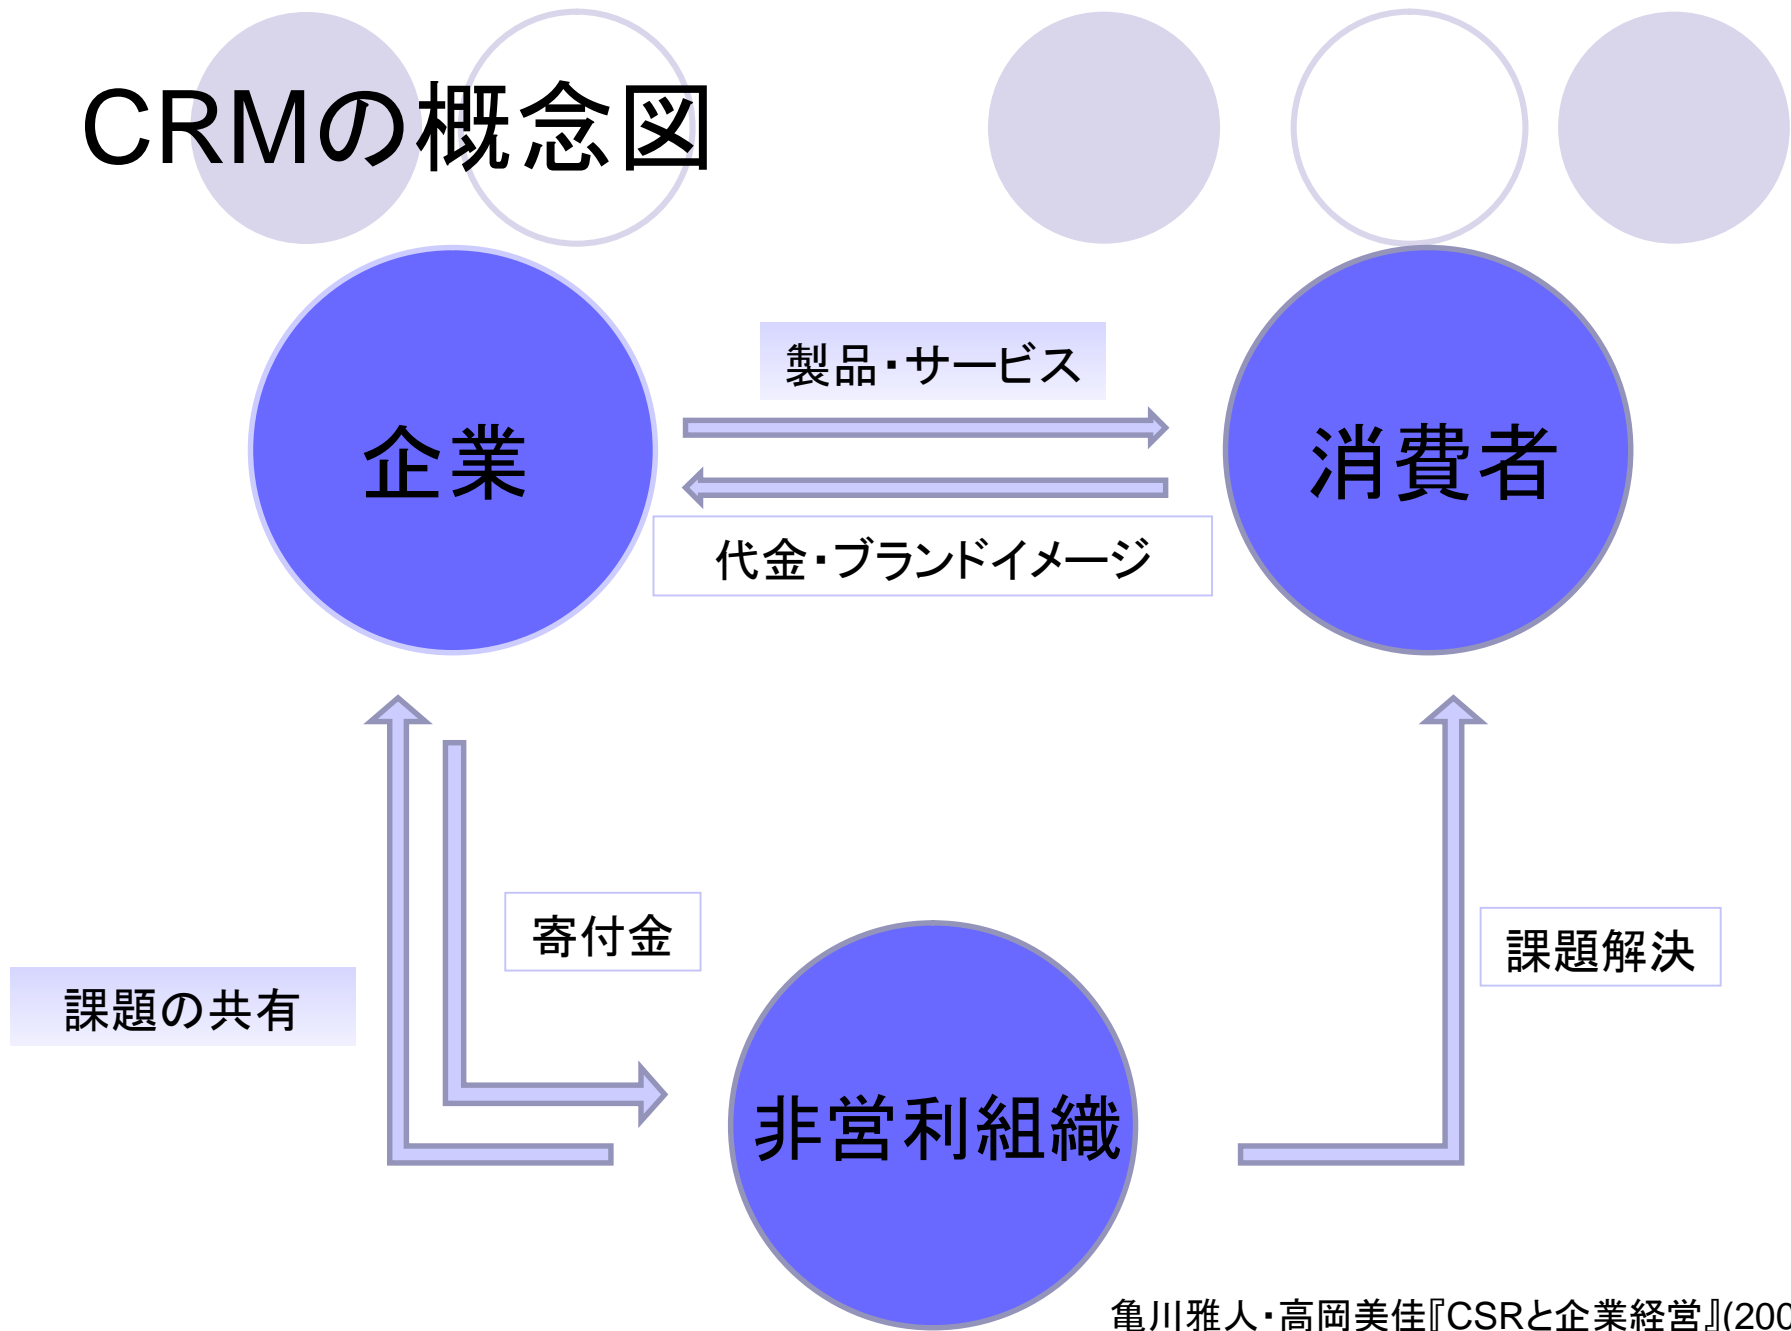 CRMの概念図
企業
製品・サービス
消費者
代金・ブランドイメージ
寄付金
課題解決
課題の共有
非営利組織
亀川雅人・高岡美佳『CSRと企業経営』(200